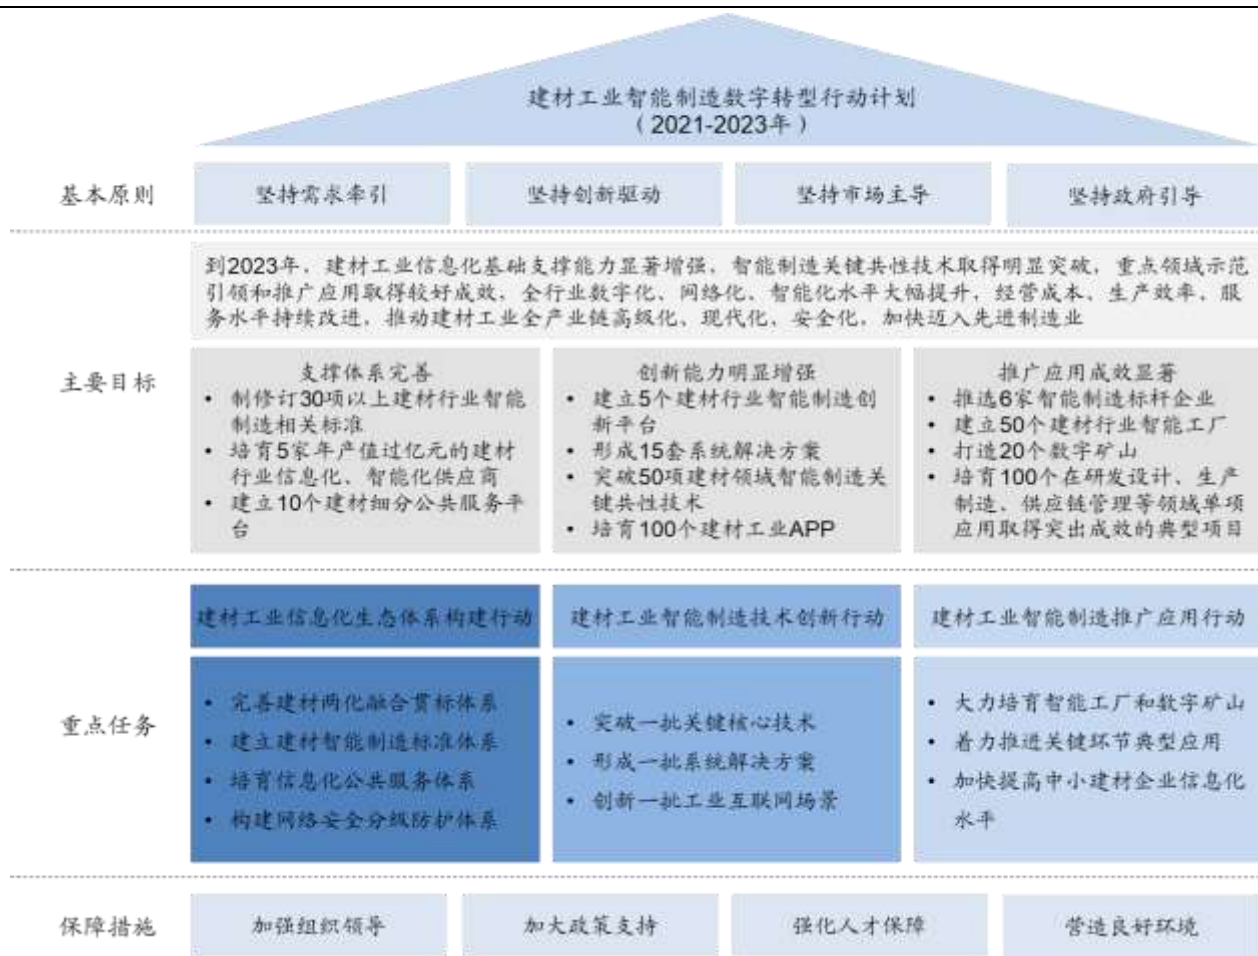 建材工业智能制造数字转型行动计划
（2021-2023年）
基本原则
坚持需求牵引
坚持创新驱动
坚持市场主导
坚持政府引导
主要目标
到2023年，建材工业信息化基础支撑能力显著增强，智能制造关键共性技术取得明显突破，重点领域示范
引领和推广应用取得较好成效，全行业数字化、网络化、智能化水平大幅提升，经营成本、生产效率、服
务水平持续改进，推动建材工业全产业链高级化、现代化、安全化，加快迈入先进制造业
支撑体系完善
• 制修订30项以上建材行业智能
制造相关标准
• 培育5家年产值过亿元的建材
行业信息化、智能化供应商
• 建立10个建材细分公共服务平
台
创新能力明显增强
• 建立5个建材行业智能制造创
新平台
• 形成15套系统解决方案
• 突破50项建材领域智能制造关
键共性技术
• 培育100个建材工业APP
推广应用成效显著
• 推选6家智能制造标杆企业
• 建立50个建材行业智能工厂
• 打造20个数字矿山
• 培育100个在研发设计、生产
制造、供应链管理等领域单项
应用取得突出成效的典型项目
重点任务
建材工业信息化生态体系构建行动
• 完善建材两化融合贯标体系
• 建立建材智能制造标准体系
• 培育信息化公共服务体系
• 构建网络安全分级防护体系
建材工业智能制造技术创新行动
• 突破一批关键核心技术
• 形成一批系统解决方案
• 创新一批工业互联网场景
建材工业智能制造推广应用行动
• 大力培育智能工厂和数字矿山
• 着力推进关键环节典型应用
• 加快提高中小建材企业信息化
水平
保障措施
加强组织领导
加大政策支持
强化人才保障
营造良好环境